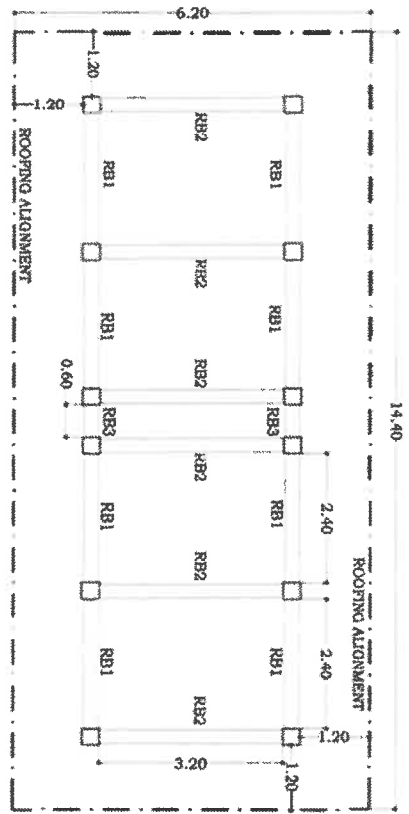 6.20
1.20
1.20
RB2
RB1
RB1
ROOFING ALIGNMENT
RB2
RB1
RB1
RB2
0.60
RB3
RB3
14.40
RB2
2.40
RB1
RB1
RB2
ROOFING ALIGNMENT
2.40
RB1
RB1
RB2
1.20
3.20
1.20